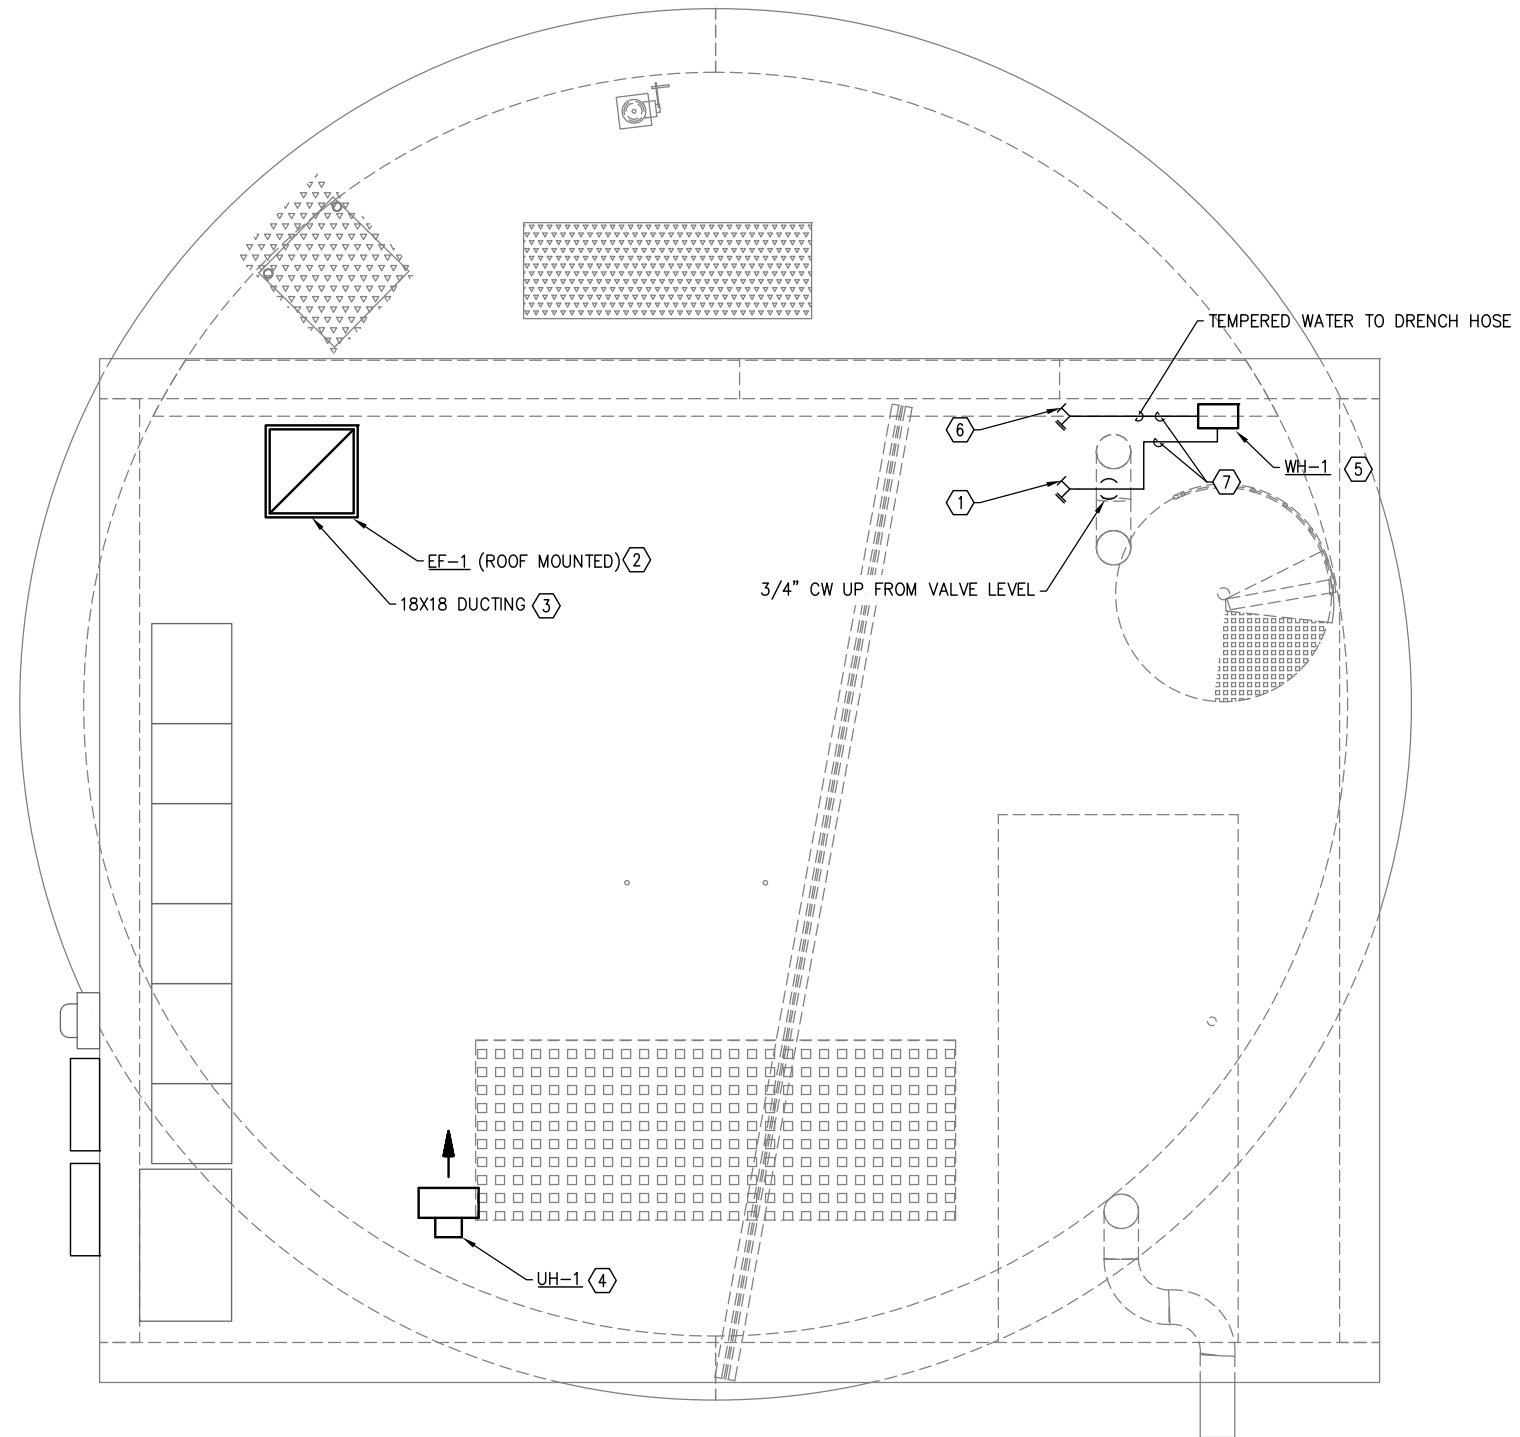 TEMPERED WATER TO DRENCH HOSE
6
WH-1 5
7
1
EF-1 (ROOF MOUNTED) 2
3/4" CW UP FROM VALVE LEVEL
18X18 DUCTING 3
UH-1 4